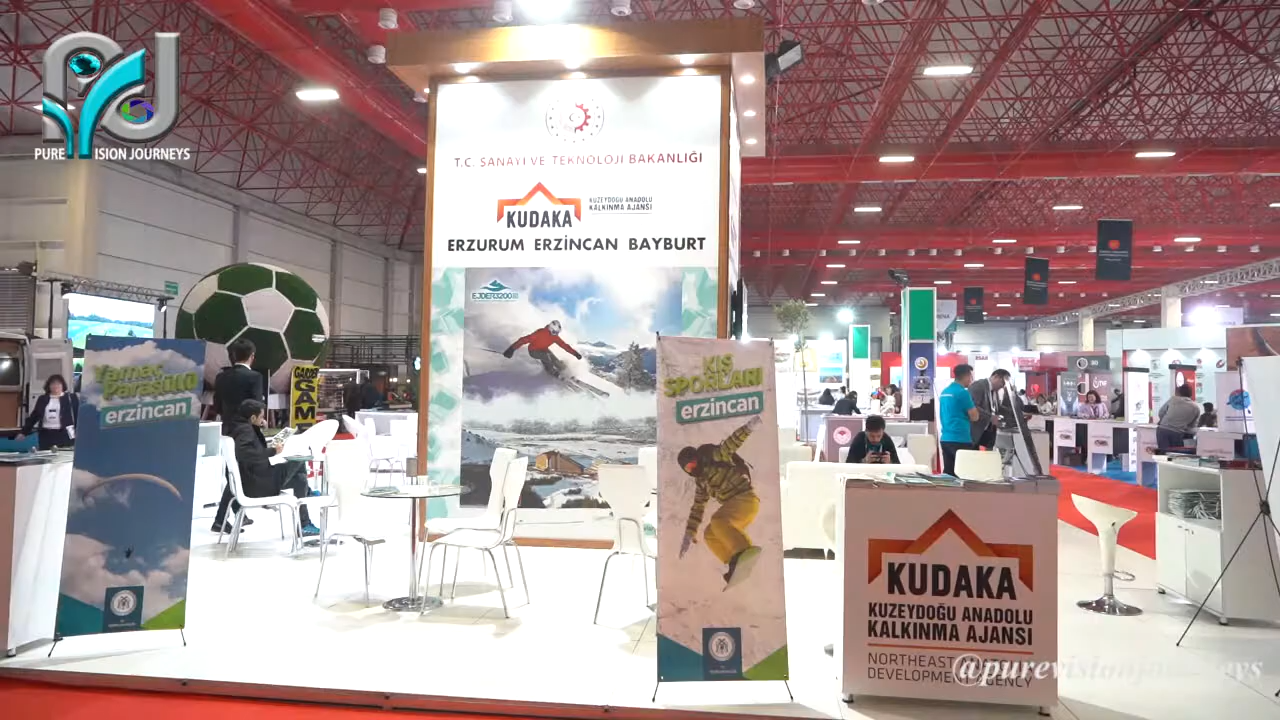 PURE VISION JOURNEYS
T.C. SANAYİ VE TEKNOLOJİ BAKANLIĞI
KUDAKA
KUZEYDOĞU ANADOLU
KALKINMA AJANSI
ERZURUM ERZİNCAN BAYBURT
EJDER3200
Yamaç
Paraşütü
erzincan
KIŞ
SPORLARI
erzincan
KUDAKA
KUZEYDOĞU ANADOLU
KALKINMA AJANSI
NORTHEAST
DEVELOPMENT AGENCY
@purevisionjourneys